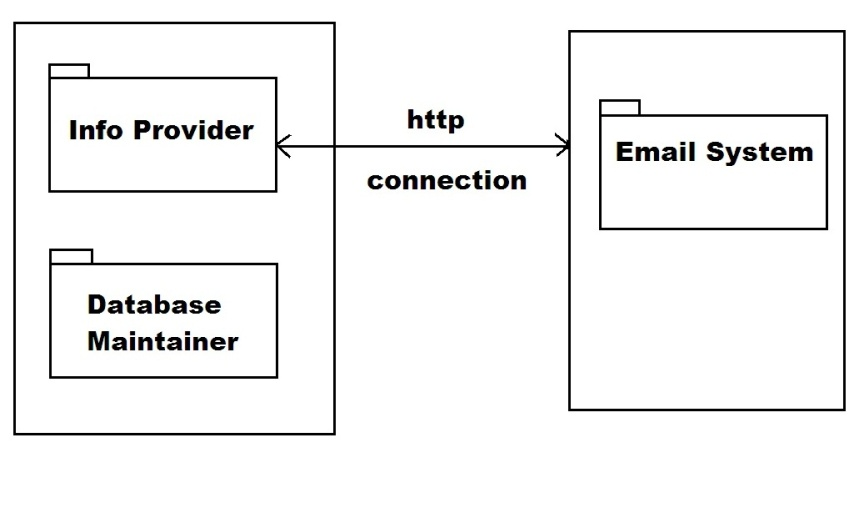 Info Provider
http
connection
Email System
Database
Maintainer